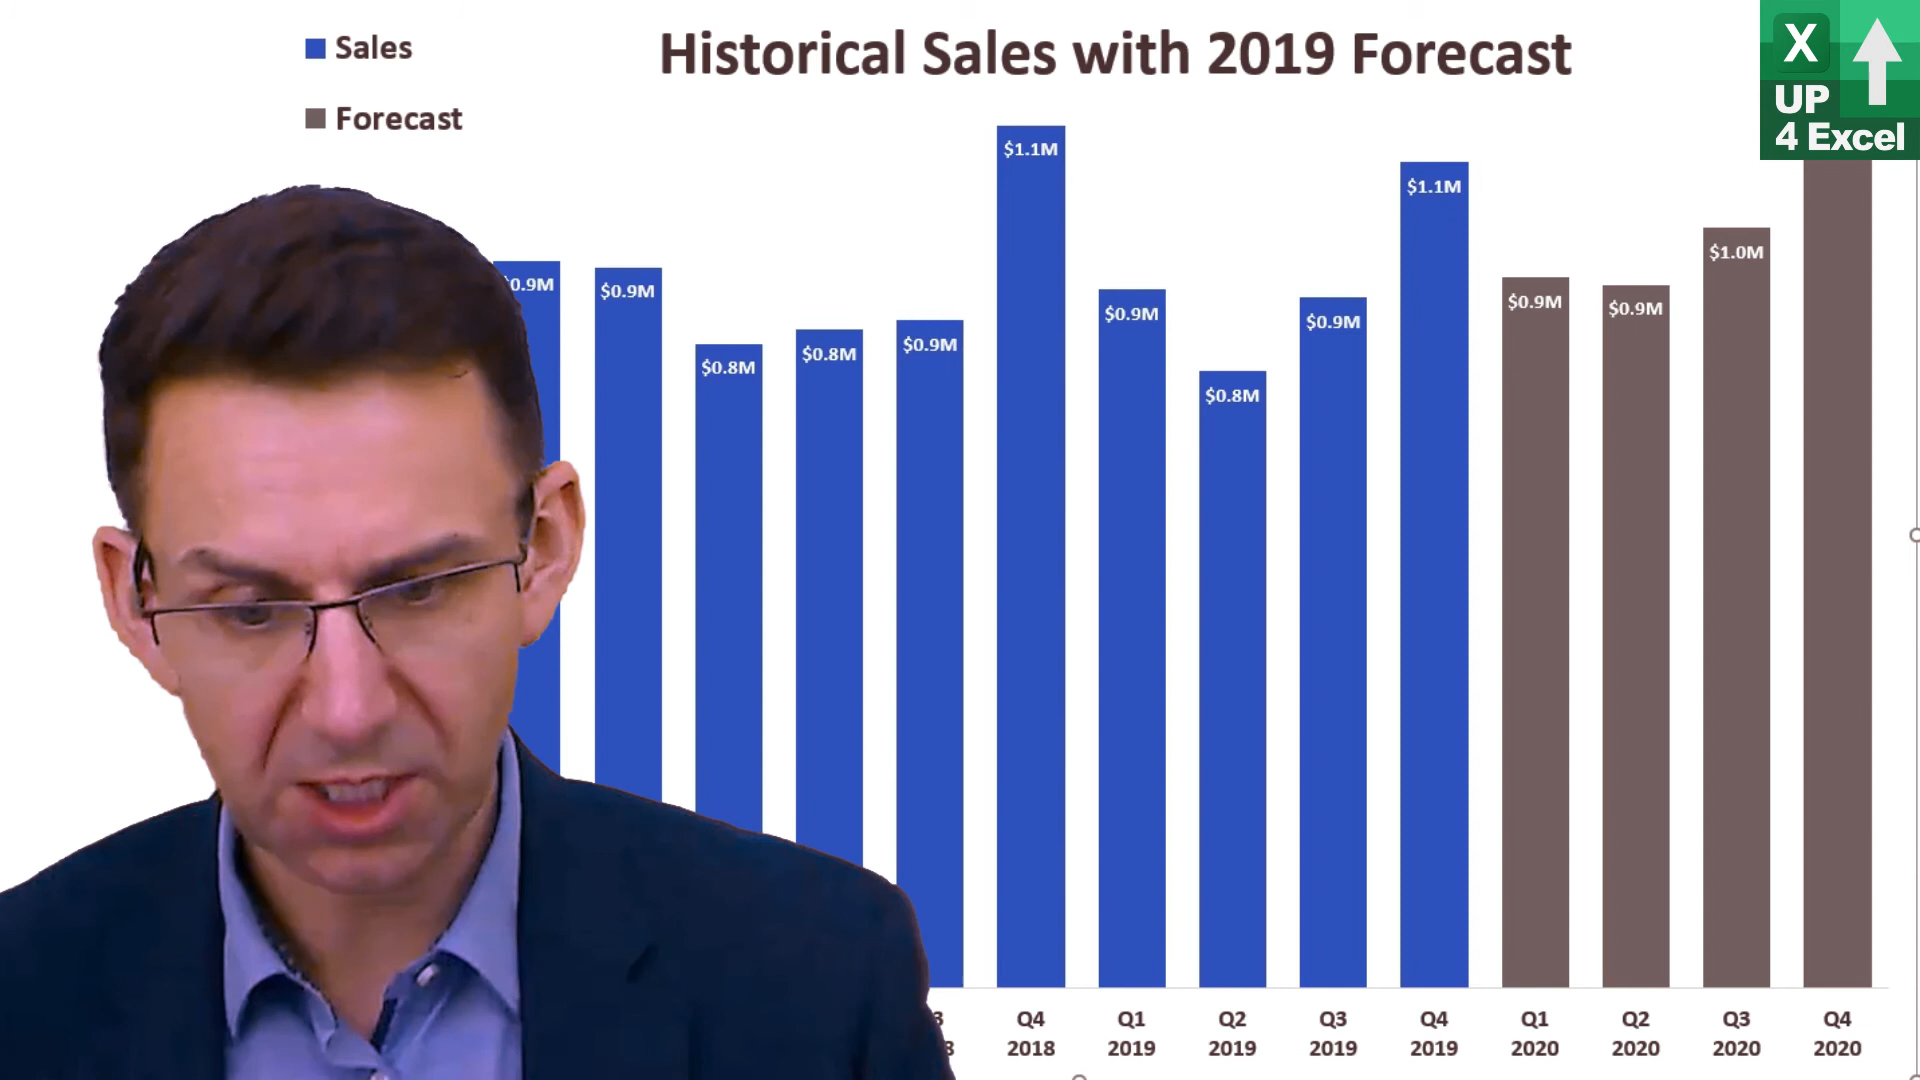 Sales
Forecast
Historical Sales with 2019 Forecast
X
UP
4 Excel
0.9M
$0.9M
$0.8M
$0.8M
$0.9M
$1.1M
$0.9M
$0.8M
$0.9M
$1.1M
$0.9M
$0.9M
$1.0M
Q4 Q1 Q2 Q3 Q4 Q1 Q2 Q3 Q4
2018 2019 2019 2019 2019 2020 2020 2020 2020